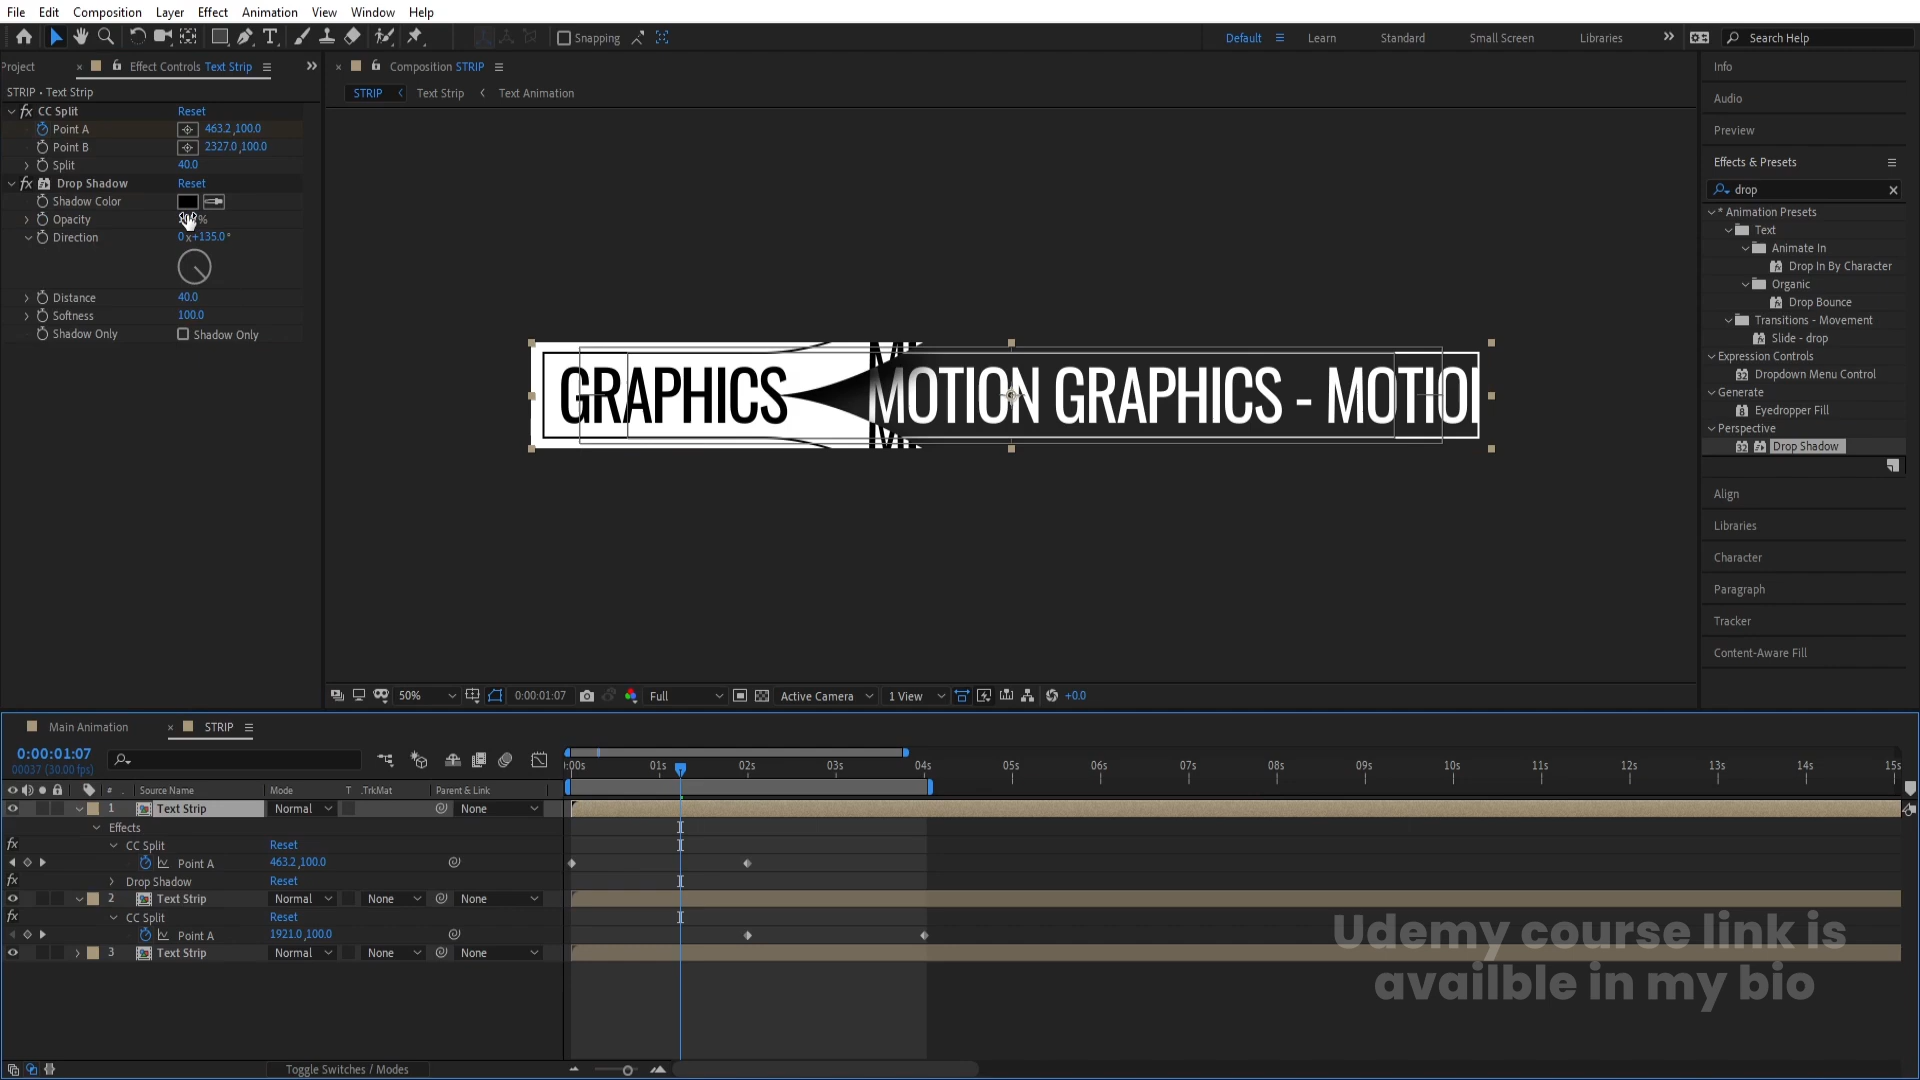 File Edit Composition Layer Effect Animation View Window Help
Snapping Default Learn Standard Small Screen Libraries Search Help
Project Effect Controls Text Strip
STRIP • Text Strip
CC Split Reset
Point A 463.2,100.0
Point B 2327.0,100.0
Split 40.0
Drop Shadow Reset
Shadow Color
Opacity %
Direction 0x+135.0°
Distance 40.0
Softness 100.0
Shadow Only Shadow Only
Composition STRIP
STRIP Text Strip Text Animation
GRAPHICS MOTION GRAPHICS - MOTION
50% 0:00:01:07 Full Active Camera 1 View +0.0
Info
Audio
Preview
Effects & Presets
drop
* Animation Presets
Text
Animate In
Drop In By Character
Organic
Drop Bounce
Transitions - Movement
Slide - drop
Expression Controls
Dropdown Menu Control
Generate
Eyedropper Fill
Perspective
Drop Shadow
Align
Libraries
Character
Paragraph
Tracker
Content-Aware Fill
Main Animation STRIP
0:00:01:07
00037 (30.00 fps)
:00s 01s 02s 03s 04s 05s 06s 07s 08s 09s 10s 11s 12s 13s 14s 15s
# Source Name Mode T .TrkMat Parent & Link
1 Text Strip Normal None
Effects
CC Split Reset
Point A 463.2,100.0
Drop Shadow Reset
2 Text Strip Normal None None
CC Split Reset
Point A 1921.0,100.0
3 Text Strip Normal None None
Udemy course link is
availble in my bio
Toggle Switches / Modes